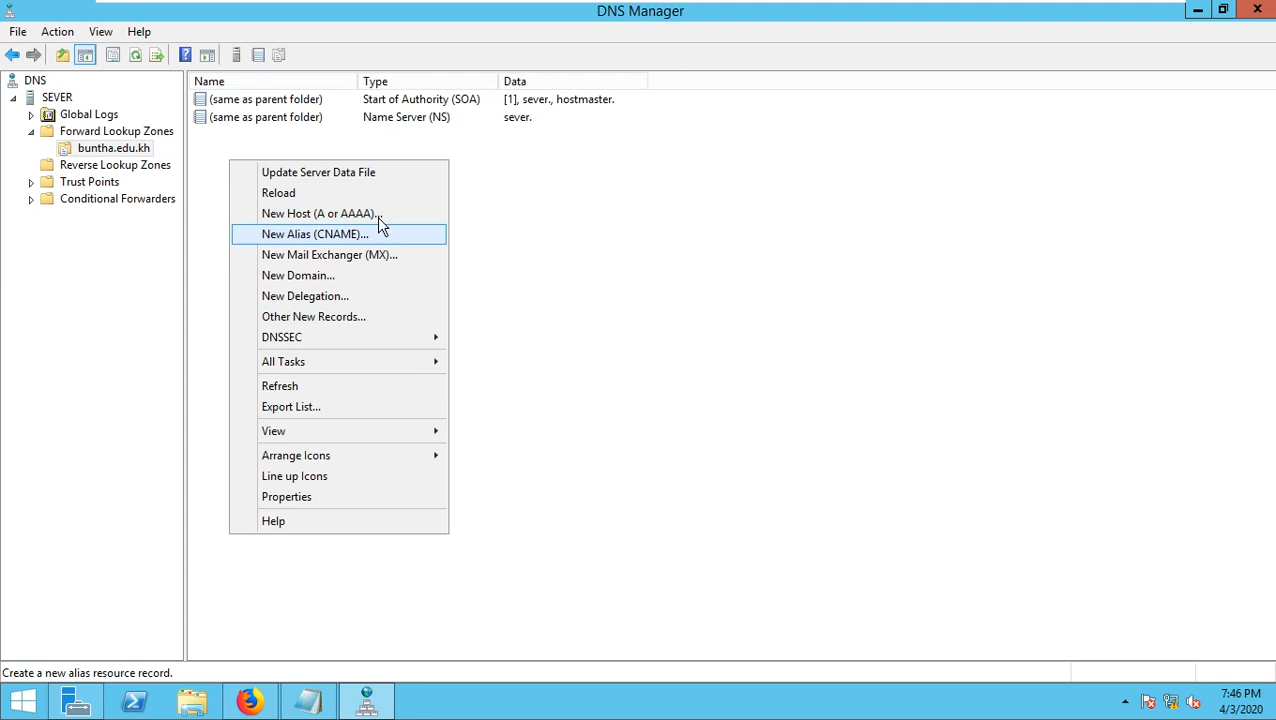 DNS Manager
File Action View Help
DNS
SEVER
Global Logs
Forward Lookup Zones
buntha.edu.kh
Reverse Lookup Zones
Trust Points
Conditional Forwarders
Name Type Data
(same as parent folder) Start of Authority (SOA) [1], sever., hostmaster.
(same as parent folder) Name Server (NS) sever.
Update Server Data File
Reload
New Host (A or AAAA)...
New Alias (CNAME)...
New Mail Exchanger (MX)...
New Domain...
New Delegation...
Other New Records...
DNSSEC
All Tasks
Refresh
Export List...
View
Arrange Icons
Line up Icons
Properties
Help
Create a new alias resource record.
7:46 PM
4/3/2020